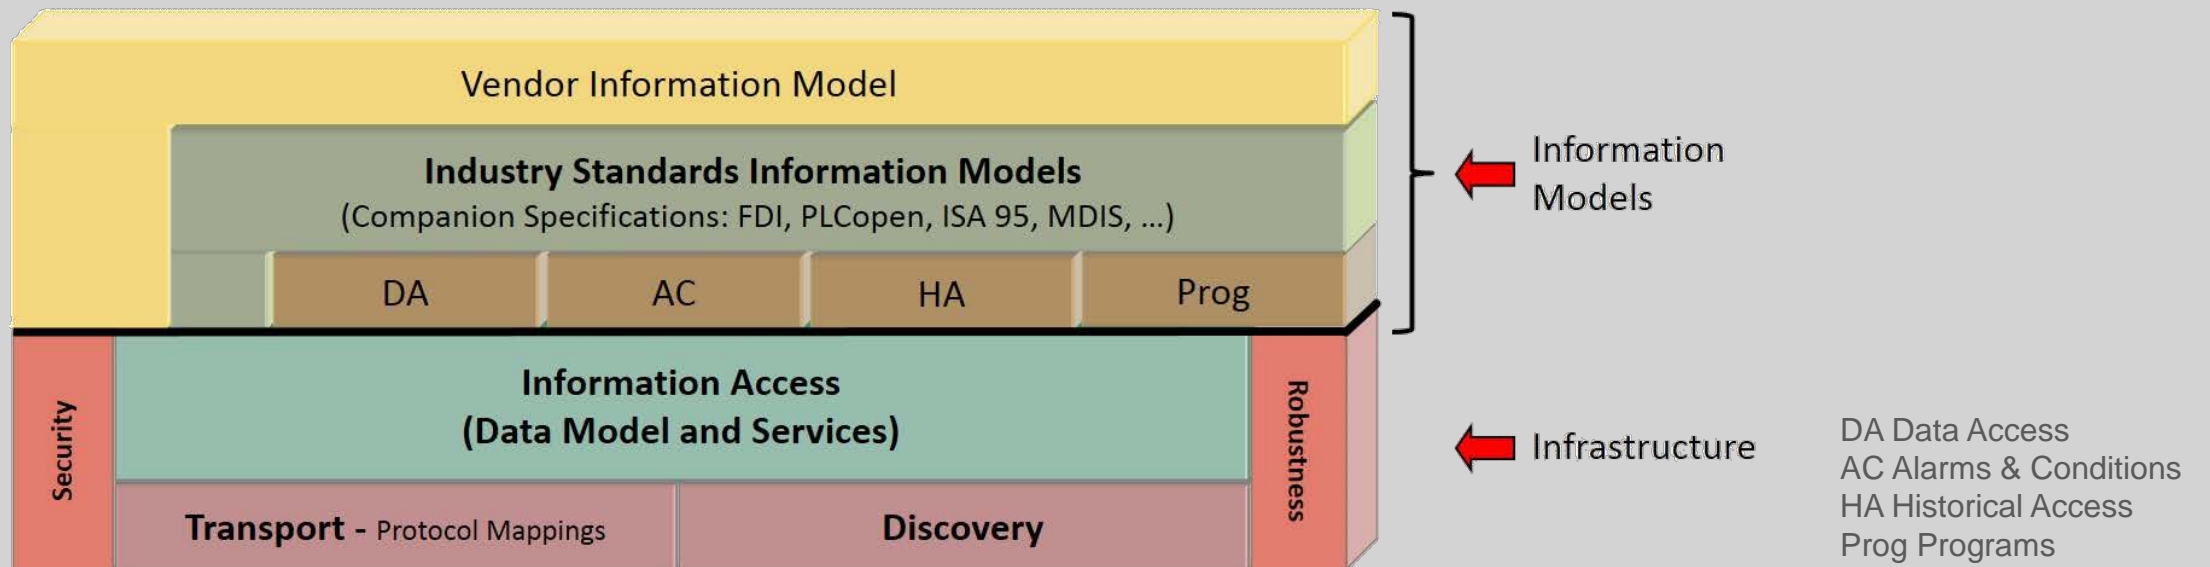 Vendor Information Model
Industry Standards Information Models
(Companion Specifications: FDI, PLCopen, ISA 95, MDIS, ...)
DA
AC
HA
Prog
Information
Models
Security
Information Access
(Data Model and Services)
Robustness
Transport - Protocol Mappings
Discovery
Infrastructure
DA Data Access
AC Alarms & Conditions
HA Historical Access
Prog Programs